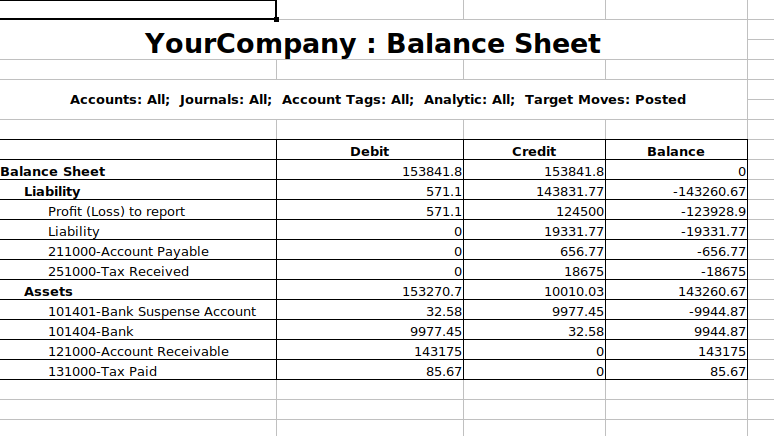 YourCompany : Balance Sheet
Accounts: All; Journals: All; Account Tags: All; Analytic: All; Target Moves: Posted
Debit Credit Balance
Balance Sheet 153841.8 153841.8 0
Liability 571.1 143831.77 -143260.67
Profit (Loss) to report 571.1 124500 -123928.9
Liability 0 19331.77 -19331.77
211000-Account Payable 0 656.77 -656.77
251000-Tax Received 0 18675 -18675
Assets 153270.7 10010.03 143260.67
101401-Bank Suspense Account 32.58 9977.45 -9944.87
101404-Bank 9977.45 32.58 9944.87
121000-Account Receivable 143175 0 143175
131000-Tax Paid 85.67 0 85.67